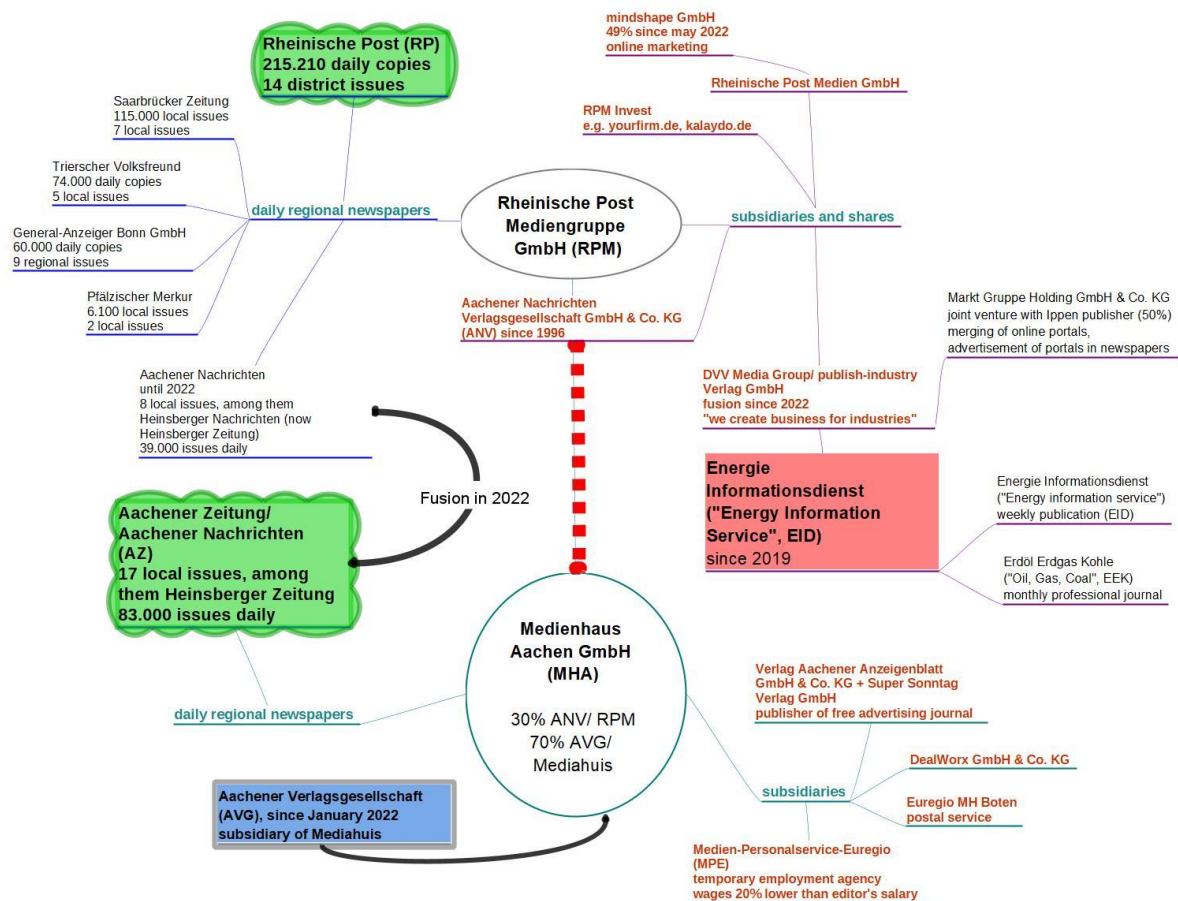 mindshape GmbH
49% since may 2022
online marketing
Rheinische Post (RP)
215.210 daily copies
14 district issues
Rheinische Post Medien GmbH
Saarbrücker Zeitung
115.000 local issues
7 local issues
RPM Invest
e.g. yourfirm.de, kalaydo.de
Trierscher Volksfreund
74.000 daily copies
5 local issues
daily regional newspapers
Rheinische Post
Mediengruppe
GmbH (RPM)
subsidiaries and shares
General-Anzeiger Bonn GmbH
60.000 daily copies
9 regional issues
Pfälzischer Merkur
6.100 local issues
2 local issues
Aachener Nachrichten
Verlagsgesellschaft GmbH & Co. KG
(ANV) since 1996
Markt Gruppe Holding GmbH & Co. KG
joint venture with Ippen publisher (50%)
merging of online portals,
advertisement of portals in newspapers
Aachener Nachrichten
until 2022
8 local issues, among them
Heinsberger Nachrichten (now
Heinsberger Zeitung)
39.000 issues daily
DVV Media Group/ publish-industry
Verlag GmbH
fusion since 2022
"we create business for industries"
Fusion in 2022
Energie
Informationsdienst
("Energy Information
Service", EID)
since 2019
Energie Informationsdienst
("Energy information service")
weekly publication (EID)
Erdöl Erdgas Kohle
("Oil, Gas, Coal", EEK)
monthly professional journal
Aachener Zeitung/
Aachener Nachrichten
(AZ)
17 local issues, among
them Heinsberger Zeitung
83.000 issues daily
Medienhaus
Aachen GmbH
(MHA)
30% ANV/ RPM
70% AVG/
Mediahuis
daily regional newspapers
Verlag Aachener Anzeigenblatt
GmbH & Co. KG + Super Sonntag
Verlag GmbH
publisher of free advertising journal
DealWorx GmbH & Co. KG
subsidiaries
Euregio MH Boten
postal service
Aachener Verlagsgesellschaft
(AVG), since January 2022
subsidiary of Mediahuis
Medien-Personalservice-Euregio
(MPE)
temporary employment agency
wages 20% lower than editor's salary